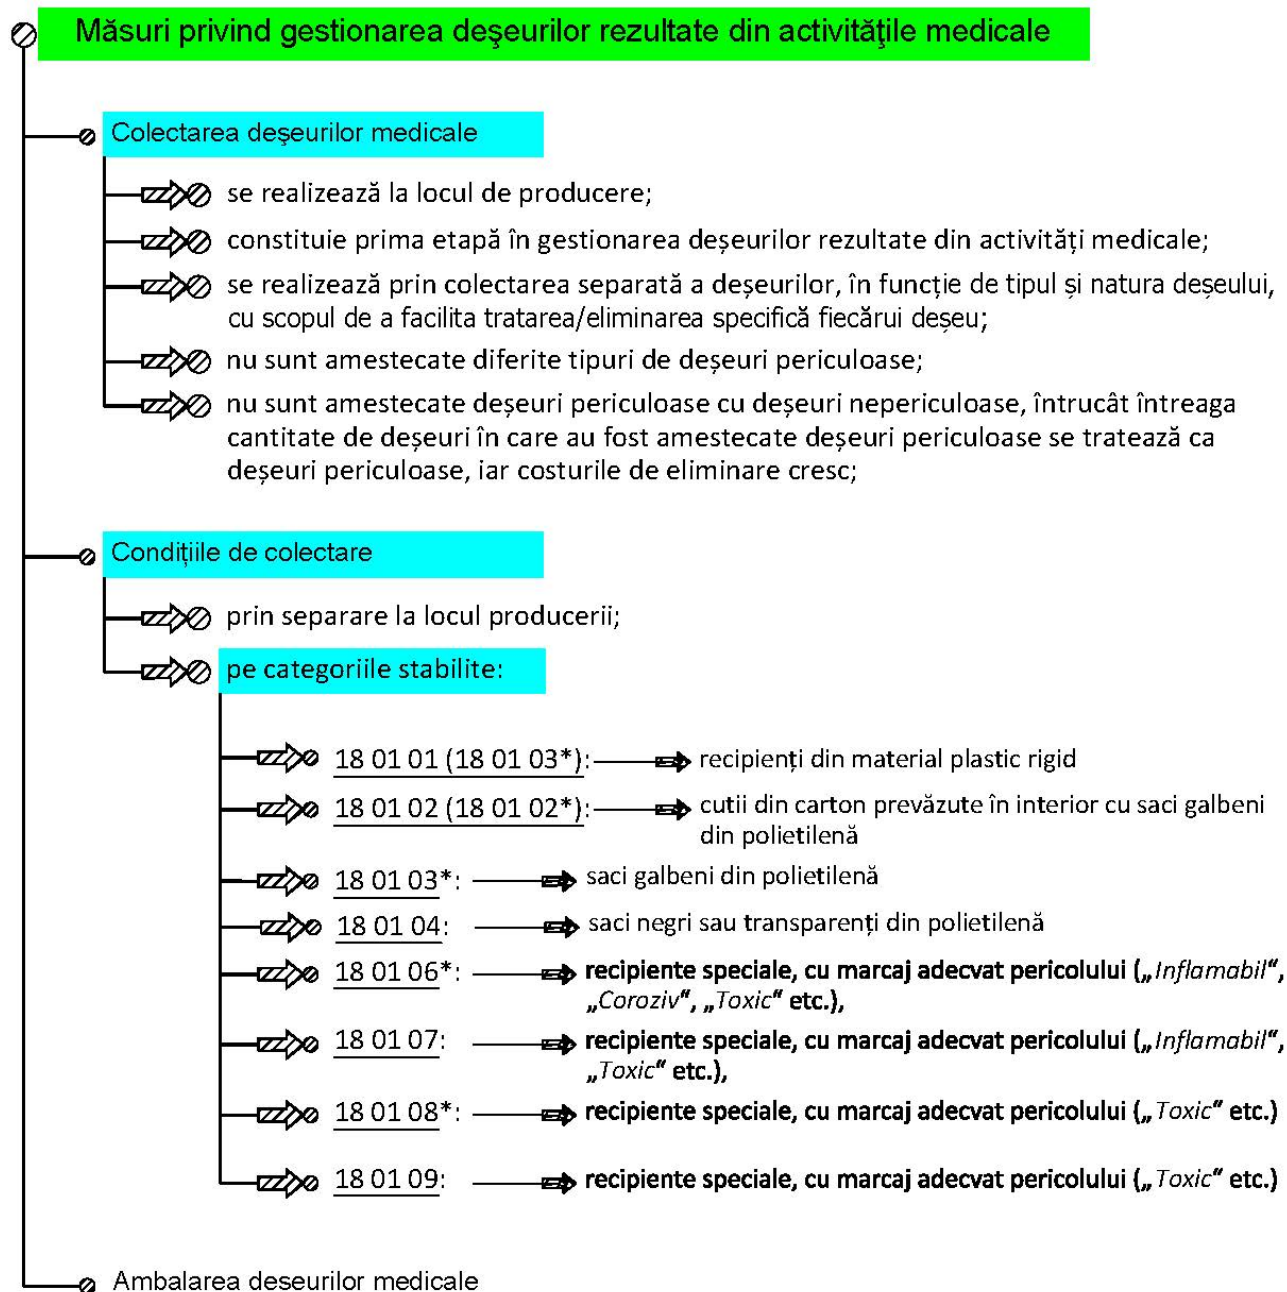 Măsuri privind gestionarea deşeurilor rezultate din activităţile medicale
Colectarea deşeurilor medicale
se realizează la locul de producere;
constituie prima etapă în gestionarea deșeurilor rezultate din activități medicale;
se realizează prin colectarea separată a deșeurilor, în funcție de tipul și natura deșeului,
cu scopul de a facilita tratarea/eliminarea specifică fiecărui deșeu;
nu sunt amestecate diferite tipuri de deșeuri periculoase;
nu sunt amestecate deșeuri periculoase cu deșeuri nepericuloase, întrucât întreaga
cantitate de deșeuri în care au fost amestecate deșeuri periculoase se tratează ca
deșeuri periculoase, iar costurile de eliminare cresc;
Condițiile de colectare
prin separare la locul producerii;
pe categoriile stabilite:
18 01 01 (18 01 03*): recipienți din material plastic rigid
18 01 02 (18 01 02*): cutii din carton prevăzute în interior cu saci galbeni
din polietilenă
18 01 03*: saci galbeni din polietilenă
18 01 04: saci negri sau transparenți din polietilenă
18 01 06*: recipiente speciale, cu marcaj adecvat pericolului („Inflamabil“,
„Coroziv“, „Toxic“ etc.),
18 01 07: recipiente speciale, cu marcaj adecvat pericolului („Inflamabil“,
„Toxic“ etc.),
18 01 08*: recipiente speciale, cu marcaj adecvat pericolului („Toxic“ etc.)
18 01 09: recipiente speciale, cu marcaj adecvat pericolului („Toxic“ etc.)
Ambalarea deseurilor medicale